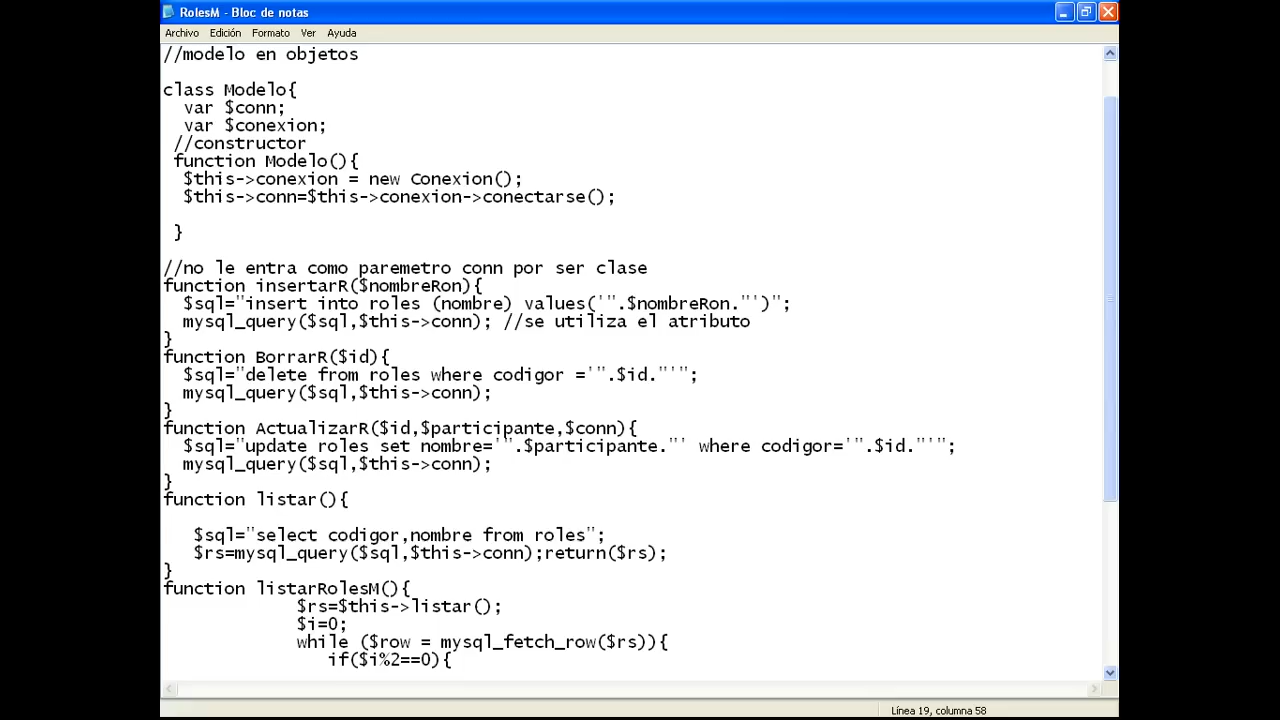 RolesM - Bloc de notas
Archivo Edición Formato Ver Ayuda
//modelo en objetos
class Modelo{
var $conn;
var $conexion;
//constructor
function Modelo(){
$this->conexion = new Conexion();
$this->conn=$this->conexion->conectarse();
}
//no le entra como paremetro conn por ser clase
function insertarR($nombreRon){
$sql="insert into roles (nombre) values('".$nombreRon."')";
mysql_query($sql,$this->conn); //se utiliza el atributo
}
function BorrarR($id){
$sql="delete from roles where codigor ='".$id."'";
mysql_query($sql,$this->conn);
}
function ActualizarR($id,$participante,$conn){
$sql="update roles set nombre='".$participante."' where codigor='".$id."'";
mysql_query($sql,$this->conn);
}
function listar(){
$sql="select codigor,nombre from roles";
$rs=mysql_query($sql,$this->conn);return($rs);
}
function listarRolesM(){
$rs=$this->listar();
$i=0;
while ($row = mysql_fetch_row($rs)){
if($i%2==0){
Línea 19, columna 58